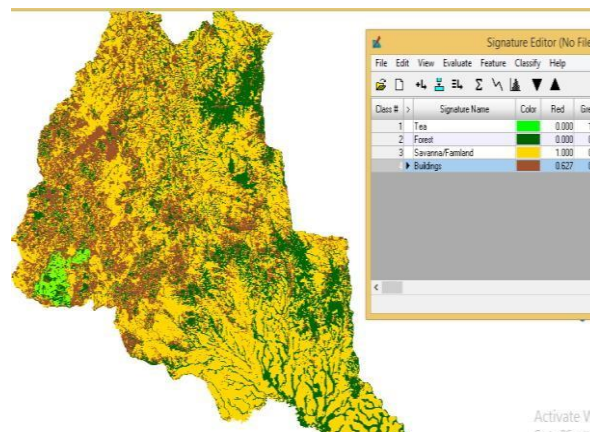 Signature Editor (No File
File Edit View Evaluate Feature Classify Help
Class # > Signature Name Color Red Gre
1 Tea 0.000
2 Forest 0.000
3 Savanna/Famland 1.000
4 Buildings 0.627
Activate W